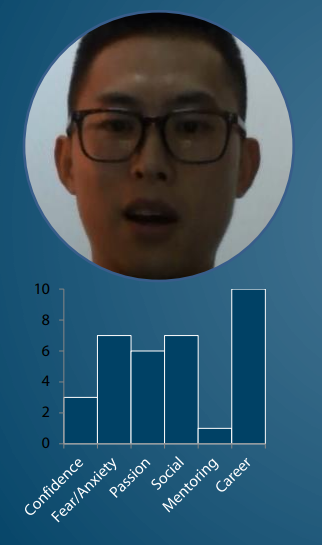 10
8
6
4
2
0
Confidence
Fear/Anxiety
Passion
Social
Mentoring
Career